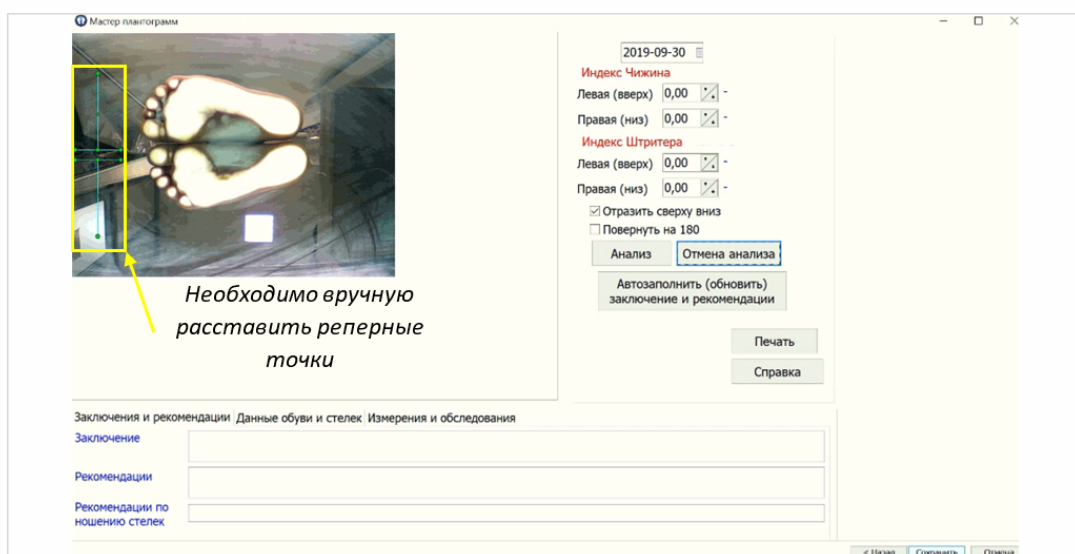 Мастер плантограмм
2019-09-30
Индекс Чижина
Левая (вверх) 0,00 -
Правая (низ) 0,00 -
Индекс Штритера
Левая (вверх) 0,00 -
Правая (низ) 0,00 -
Отразить сверху вниз
Повернуть на 180
Анализ Отмена анализа
Автозаполнить (обновить)
заключение и рекомендации
Печать
Справка
Необходимо вручную
расставить реперные
точки
Заключения и рекомендации Данные обуви и стелек Измерения и обследования
Заключение
Рекомендации
Рекомендации по
ношению стелек
< Назад Сохранить Отмена